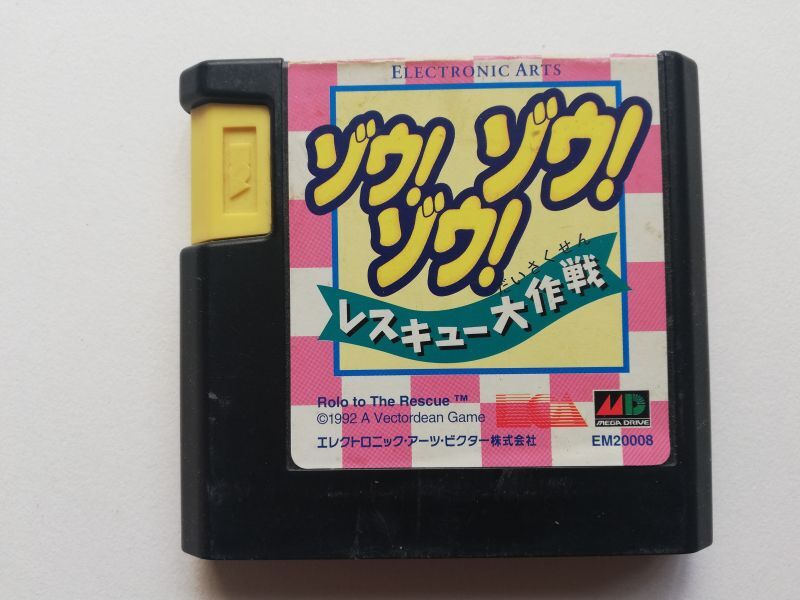 ELECTRONIC ARTS
ゾウ! ゾウ!
ゾウ!
だいさくせん
レスキュー大作戦
Rolo to The Rescue ™
©1992 A Vectordean Game
EA
MD
MEGA DRIVE
エレクトロニック・アーツ・ビクター株式会社
EM20008